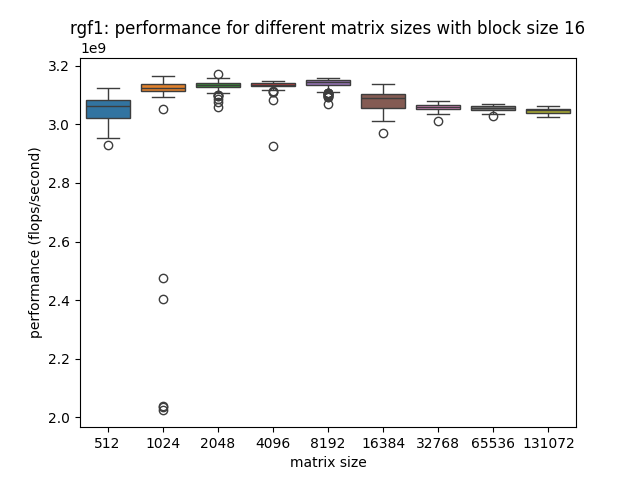 rgf1: performance for different matrix sizes with block size 16
1e9
3.2
3.0
2.8
2.6
2.4
2.2
2.0
performance (flops/second)
512 1024 2048 4096 8192 16384 32768 65536 131072
matrix size